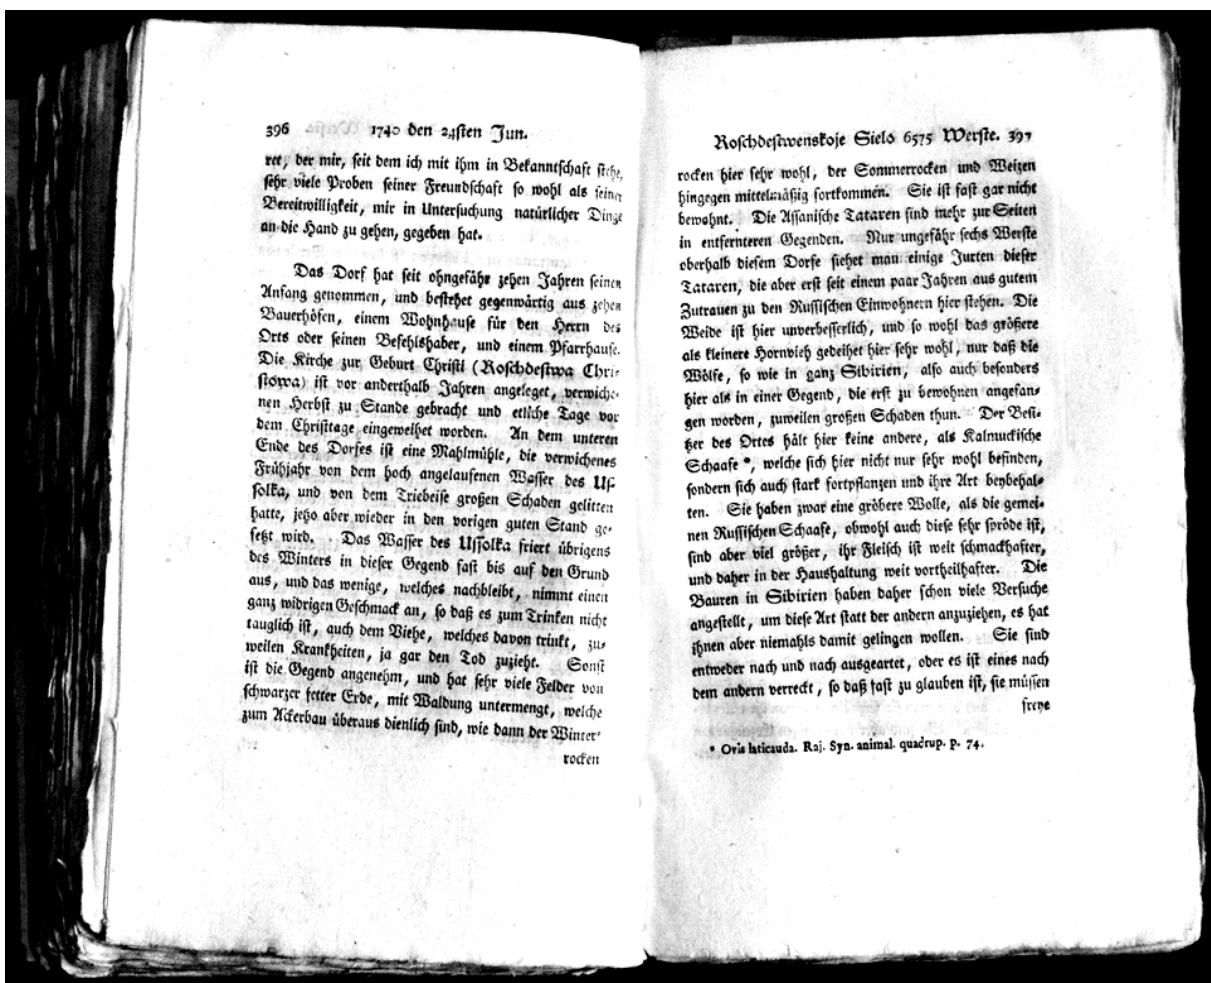 396 1740 den 24sten Jun.
ret, der mir, seit dem ich mit ihm in Bekanntschaft stehe,
sehr viele Proben seiner Freundschaft so wohl als seiner
Bereitwilligkeit, mir in Untersuchung natürlicher Dinge
an die Hand zu gehen, gegeben hat.
Das Dorf hat seit ohngefähr zehen Jahren seinen
Anfang genommen, und bestehet gegenwärtig aus zehen
Bauerhöfen, einem Wohnhause für den Herrn des
Orts oder seinen Befehlshaber, und einem Pfarrhause.
Die Kirche zur Geburt Christi (Roschdestwa Chri-
stowa) ist vor anderthalb Jahren angeleget, verwiche-
nen Herbst zu Stande gebracht und etliche Tage vor
dem Christtage eingeweihet worden. An dem unteren
Ende des Dorfes ist eine Mahlmühle, die verwichenes
Frühjahr von dem hoch angelaufenen Wasser des Us-
solka, und von dem Triebeise großen Schaden gelitten
hatte, jetzo aber wieder in den vorigen guten Stand ge-
setzt wird. Das Wasser des Ussolka friert übrigens
des Winters in dieser Gegend fast bis auf den Grund
aus, und das wenige, welches nachbleibt, nimmt einen
ganz widrigen Geschmack an, so daß es zum Trinken nicht
tauglich ist, auch dem Viehe, welches davon trinkt, zu-
weilen Krankheiten, ja gar den Tod zuzieht. Sonst
ist die Gegend angenehm, und hat sehr viele Felder von
schwarzer fetter Erde, mit Waldung untermengt, welche
zum Ackerbau überaus dienlich sind, wie dann der Winter-
rocken
Roschdestwenskoje Sielo 6575 Werste. 397
rocken hier sehr wohl, der Sommerrocken und Weizen
hingegen mittelmäßig fortkommen. Sie ist fast gar nicht
bewohnt. Die Assanische Tataren sind mehr zur Seiten
in entfernteren Gegenden. Nur ungefähr sechs Werste
oberhalb diesem Dorfe siehet man einige Jurten dieser
Tataren, die aber erst seit einem paar Jahren aus gutem
Zutrauen zu den Russischen Einwohnern hier stehen. Die
Weide ist hier unverbesserlich, und so wohl das größere
als kleinere Hornvieh gedeihet hier sehr wohl, nur daß die
Wölfe, so wie in ganz Sibirien, also auch besonders
hier als in einer Gegend, die erst zu bewohnen angefan-
gen worden, zuweilen großen Schaden thun. Der Besi-
tzer des Ortes hält hier keine andere, als Kalmuckische
Schaafe *, welche sich hier nicht nur sehr wohl befinden,
sondern sich auch stark fortpflanzen und ihre Art beybehal-
ten. Sie haben zwar eine gröbere Wolle, als die gemei-
nen Russischen Schaafe, obwohl auch diese sehr spröde ist,
sind aber viel größer, ihr Fleisch ist weit schmackhafter,
und daher in der Haushaltung weit vortheilhafter. Die
Bauren in Sibirien haben daher schon viele Versuche
angestellt, um diese Art statt der andern anzuziehen, es hat
ihnen aber niemahls damit gelingen wollen. Sie sind
entweder nach und nach ausgeartet, oder es ist eines nach
dem andern verreckt, so daß fast zu glauben ist, sie müssen
freye
* Ovis laticauda. Raj. Syn. animal. quadrup. p. 74.